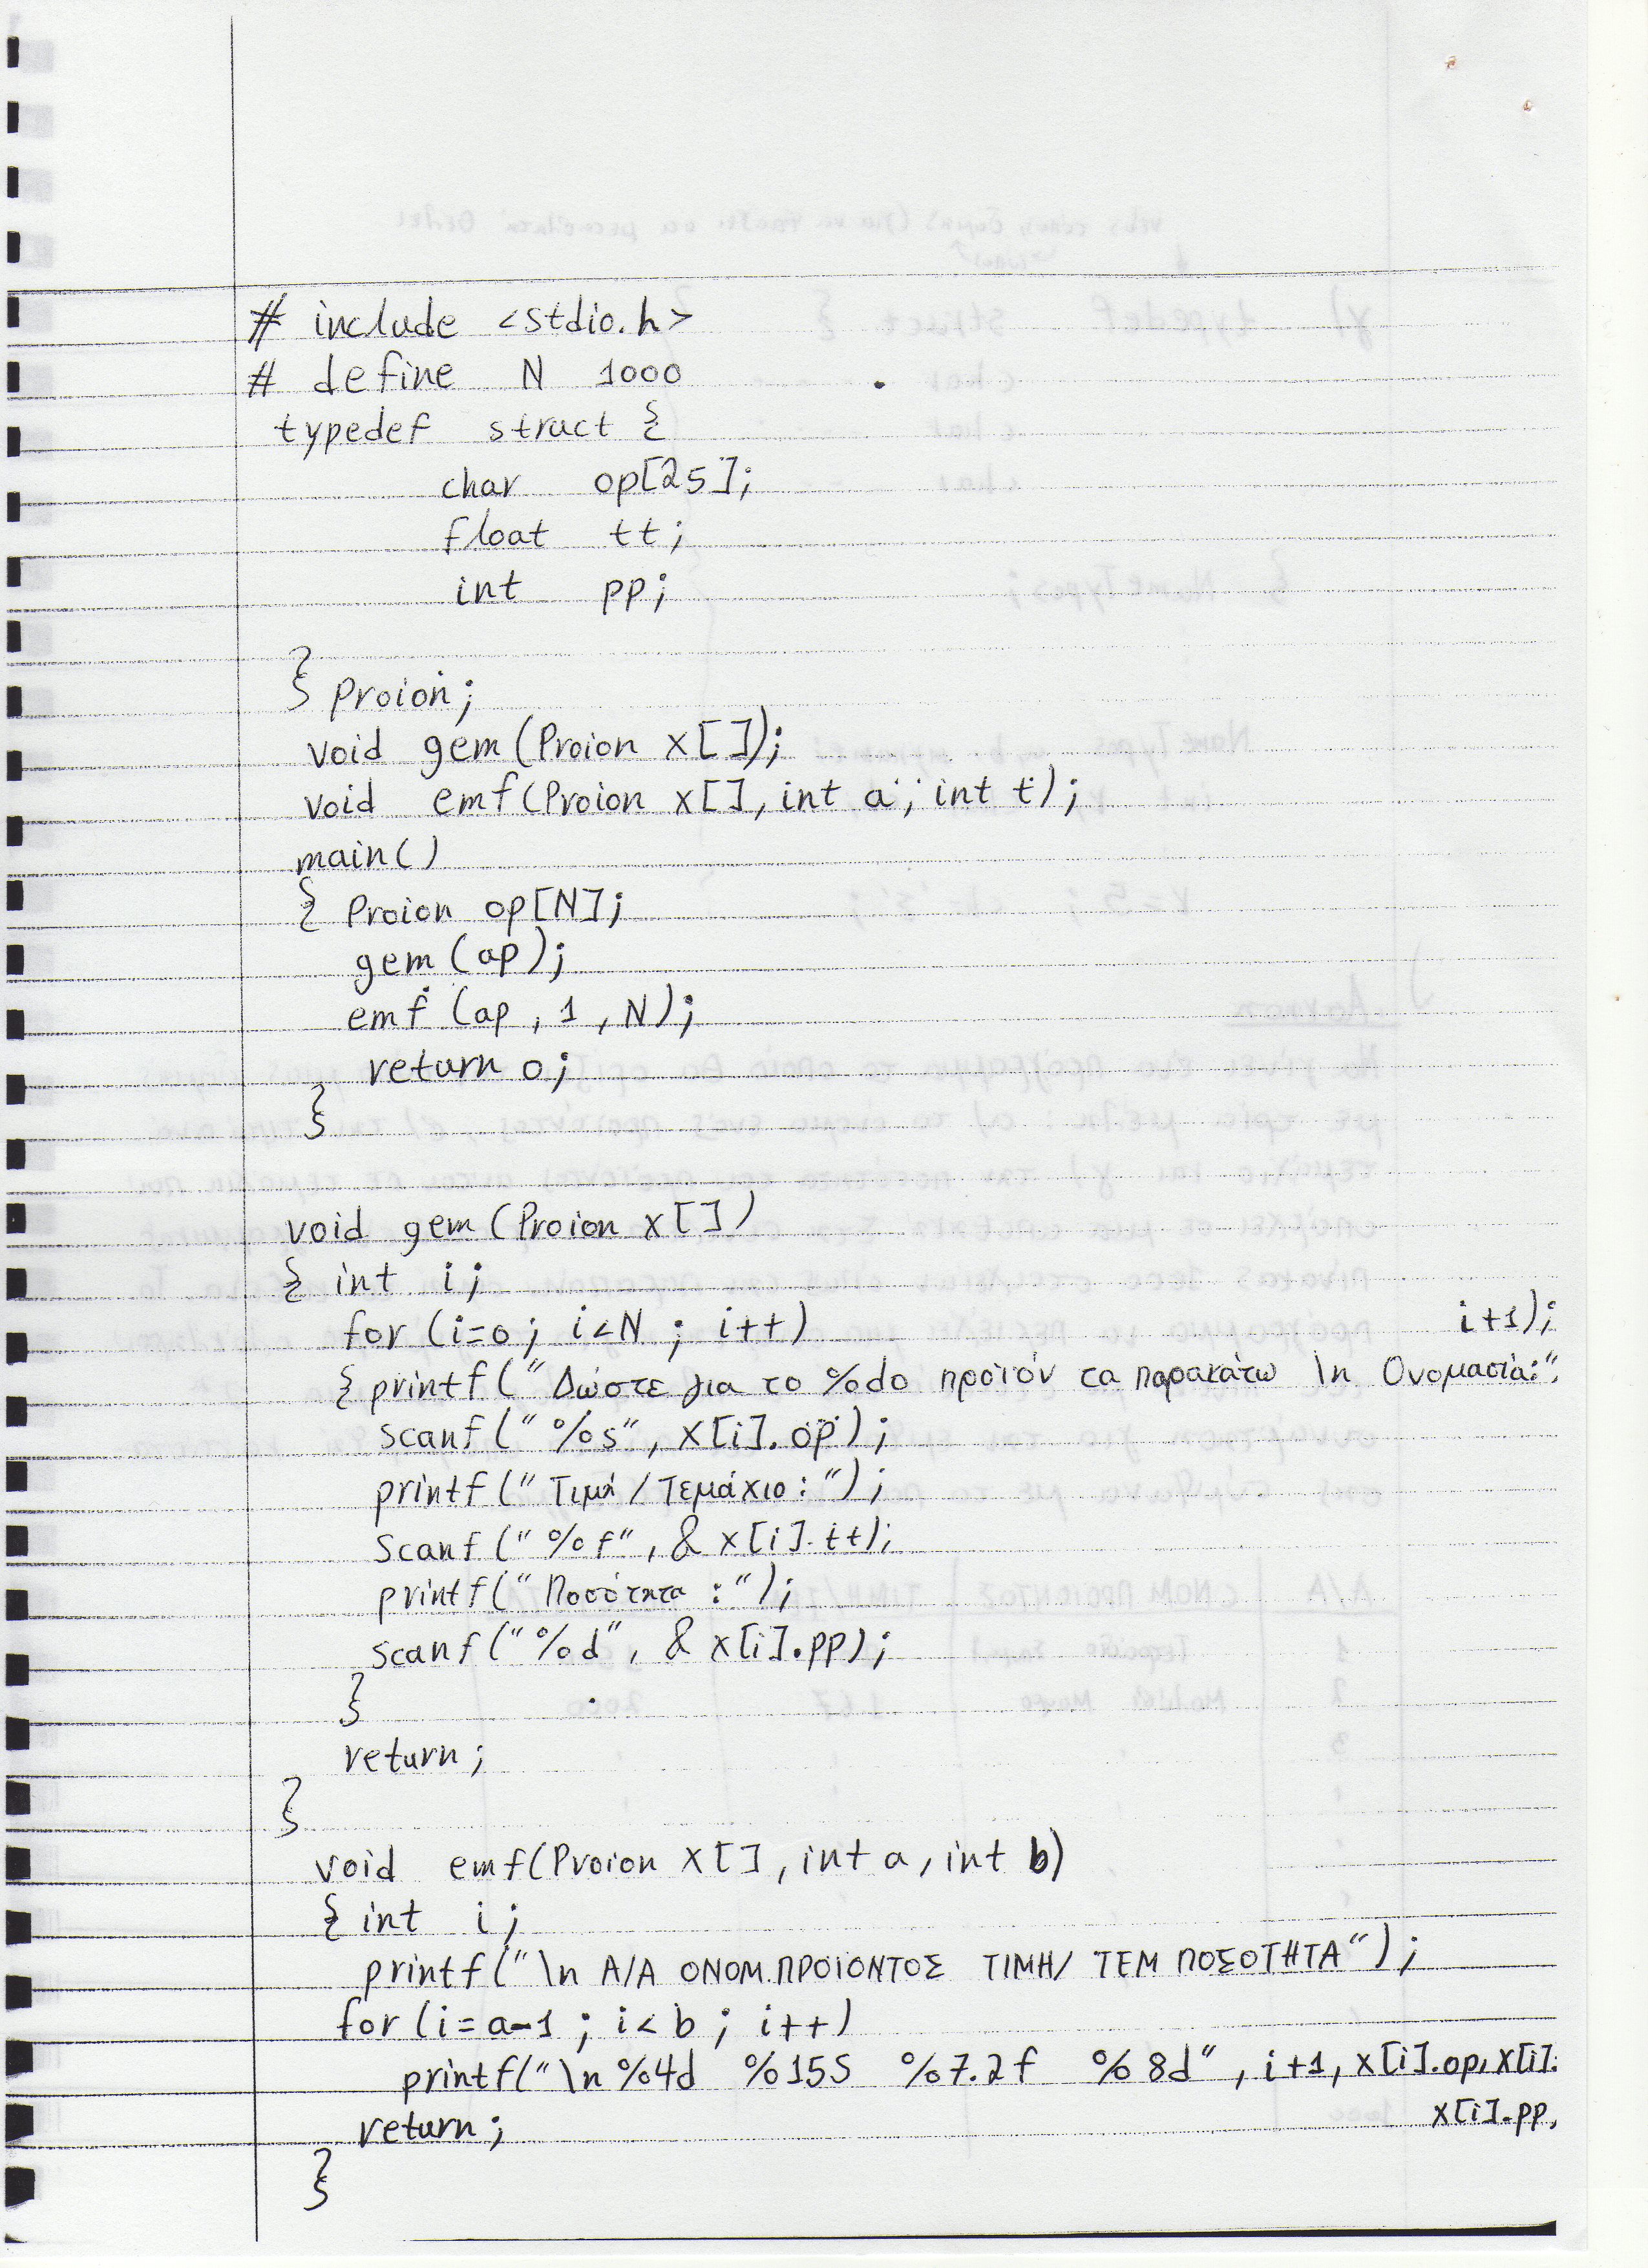 # include <stdio.h>
# define N 1000
typedef struct {
char op[25];
float tt;
int pp;
} Proion;
void gem (Proion x[]);
void emf(Proion x[], int a, int t);
main()
{ Proion op[N];
gem (ap);
emf (ap, 1, N);
return 0;
}
void gem (Proion x[])
{ int i;
for (i=0; i<N; i++)
i+1);
{ printf("Δώστε για το %do προϊόν τα παρακάτω \n Ονομασία:",
scanf("%s", x[i].op);
printf("Τιμή/Τεμάχιο:");
scanf("%f", & x[i].tt);
printf("Ποσότητα:");
scanf("%d", & x[i].pp);
}
return;
}
void emf(Proion x[], int a, int b)
{ int i;
printf("\n Α/Α ΟΝΟΜ.ΠΡΟΪΟΝΤΟΣ ΤΙΜΗ/ ΤΕΜ ΠΟΣΟΤΗΤΑ");
for (i=a-1; i<b; i++)
printf("\n %4d %15s %7.2f %8d", i+1, x[i].op, x[i].
x[i].pp,
return;
}